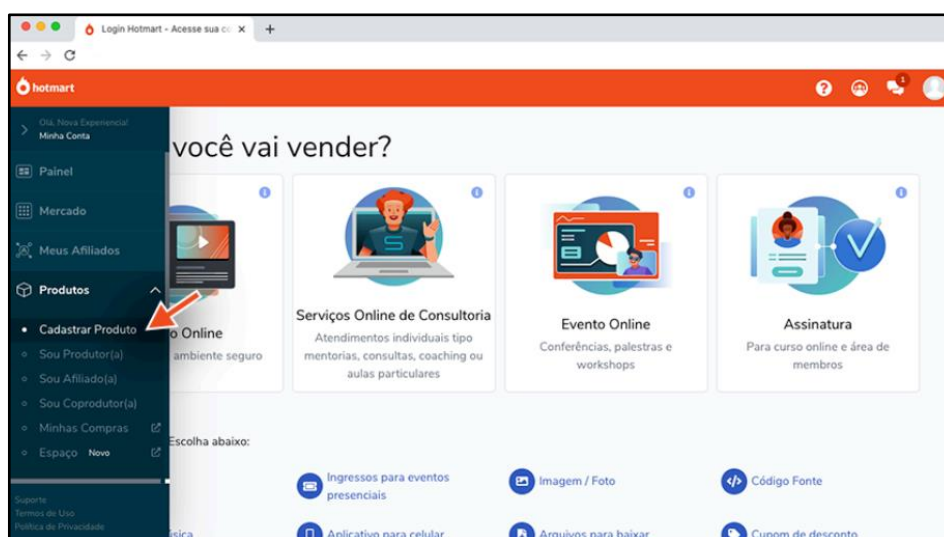 Login Hotmart - Acesse sua co
hotmart
1
Olá, Nova Experiencia!
Minha Conta
Painel
Mercado
Meus Afiliados
Produtos
Cadastrar Produto
Sou Produtor(a)
Sou Afiliado(a)
Sou Coprodutor(a)
Minhas Compras
Espaço Novo
Suporte
Termos de Uso
Política de Privacidade
você vai vender?
o Online
ambiente seguro
Serviços Online de Consultoria
Atendimentos individuais tipo
mentorias, consultas, coaching ou
aulas particulares
Evento Online
Conferências, palestras e
workshops
Assinatura
Para curso online e área de
membros
Escolha abaixo:
Ingressos para eventos
presenciais
Imagem / Foto
Código Fonte
Aplicativo para celular
Arquivos para baixar
Cupom de desconto